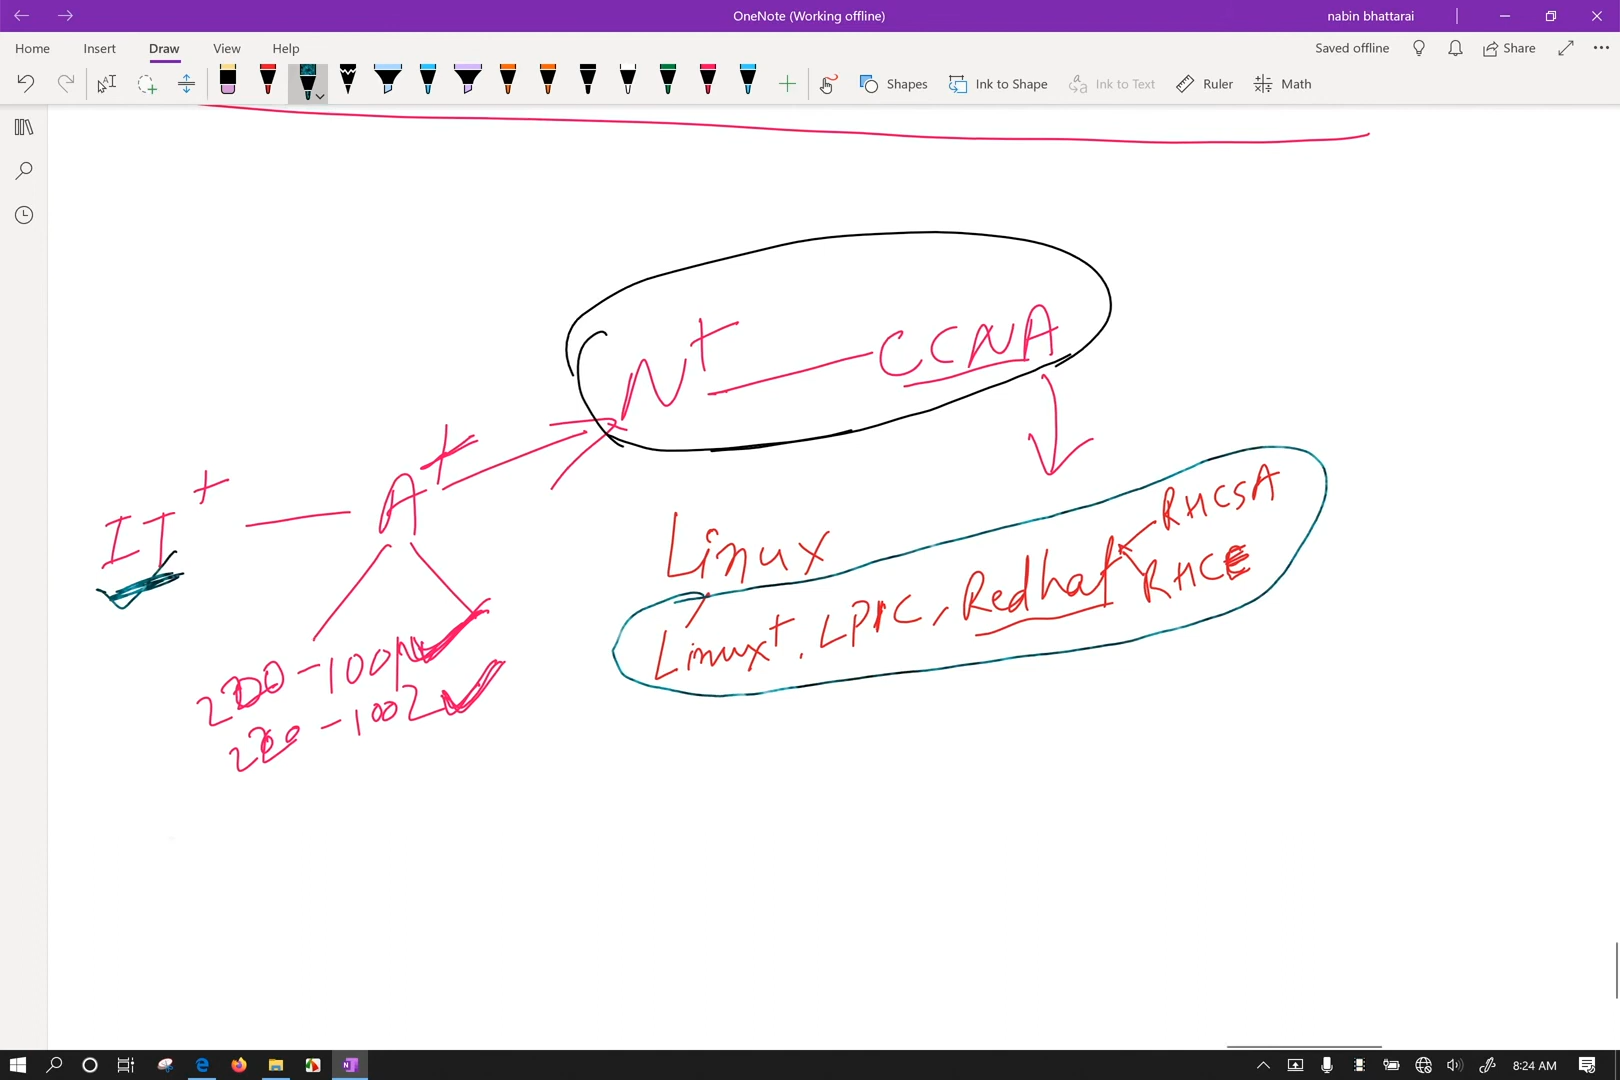 OneNote (Working offline)
nabin bhattarai
Home Insert Draw View Help
Saved offline
Share
Shapes
Ink to Shape
Ink to Text
Ruler
Math
N+ CCNA
IT+ A+
Linux
RHCSA
Linux+. LPIC, Redhat RHCE
220-1001
220-1002
8:24 AM